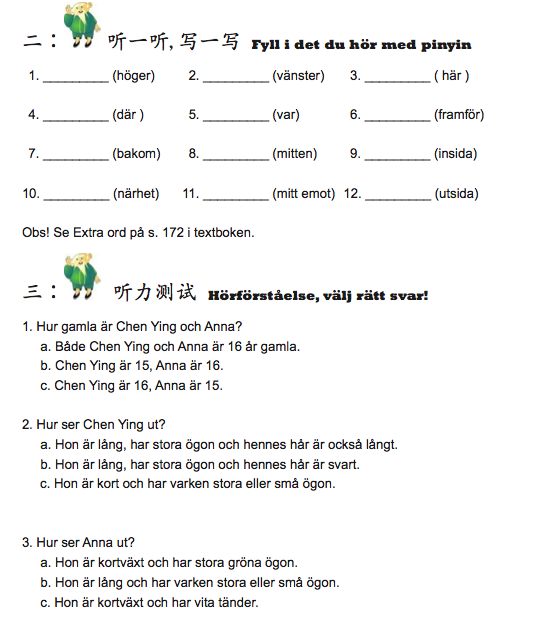 二： 听一听, 写一写 Fyll i det du hör med pinyin
1. _________ (höger) 2. _________ (vänster) 3. _________ ( här )
4. _________ (där ) 5. _________ (var) 6. _________ (framför)
7. _________ (bakom) 8. _________ (mitten) 9. _________ (insida)
10. _________ (närhet) 11. _________ (mitt emot) 12. _________ (utsida)
Obs! Se Extra ord på s. 172 i textboken.
三： 听力测试 Hörförståelse, välj rätt svar!
1. Hur gamla är Chen Ying och Anna?
a. Både Chen Ying och Anna är 16 år gamla.
b. Chen Ying är 15, Anna är 16.
c. Chen Ying är 16, Anna är 15.
2. Hur ser Chen Ying ut?
a. Hon är lång, har stora ögon och hennes hår är också långt.
b. Hon är lång, har stora ögon och hennes hår är svart.
c. Hon är kort och har varken stora eller små ögon.
3. Hur ser Anna ut?
a. Hon är kortväxt och har stora gröna ögon.
b. Hon är lång och har varken stora eller små ögon.
c. Hon är kortväxt och har vita tänder.